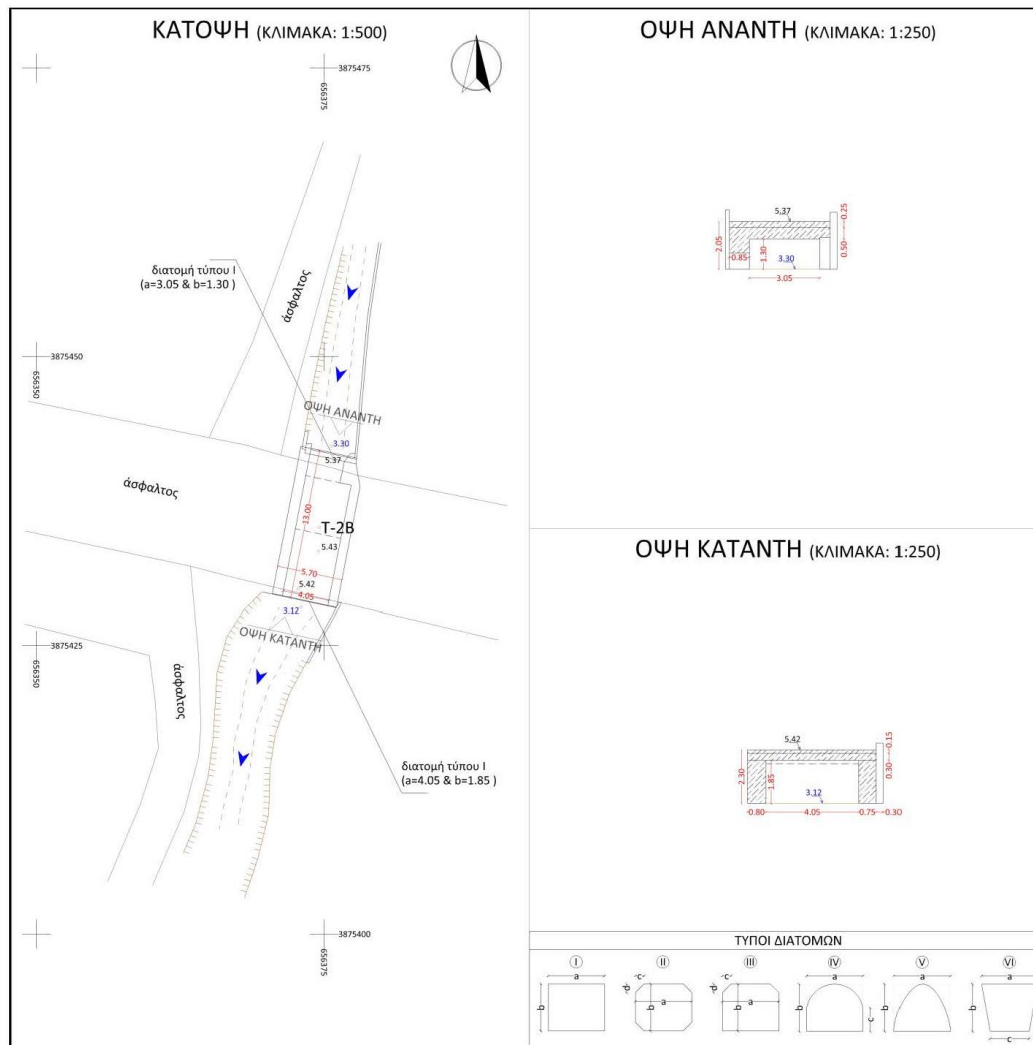 ΚΑΤΟΨΗ (ΚΛΙΜΑΚΑ: 1:500)
3875475
656375
διατομή τύπου Ι
(a=3.05 & b=1.30 )
άσφαλτος
3875450
656350
ΟΨΗ ΑΝΑΝΤΗ
3.30
5.37
άσφαλτος
13.00
T-2B
5.43
5.70
5.42
4.05
3.12
ΟΨΗ ΚΑΤΑΝΤΗ
3875425
656350
άσφαλτος
διατομή τύπου Ι
(a=4.05 & b=1.85 )
3875400
656375
ΟΨΗ ΑΝΑΝΤΗ (ΚΛΙΜΑΚΑ: 1:250)
5.37
0.25
2.05
0.85
1.30
3.30
0.50
3.05
ΟΨΗ ΚΑΤΑΝΤΗ (ΚΛΙΜΑΚΑ: 1:250)
5.42
0.15
2.30
1.85
0.30
3.12
0.80 4.05 0.75 0.30
ΤΥΠΟΙ ΔΙΑΤΟΜΩΝ
I II III IV V VI
a b
c d b a
c d b a
a b c
a b
a b c